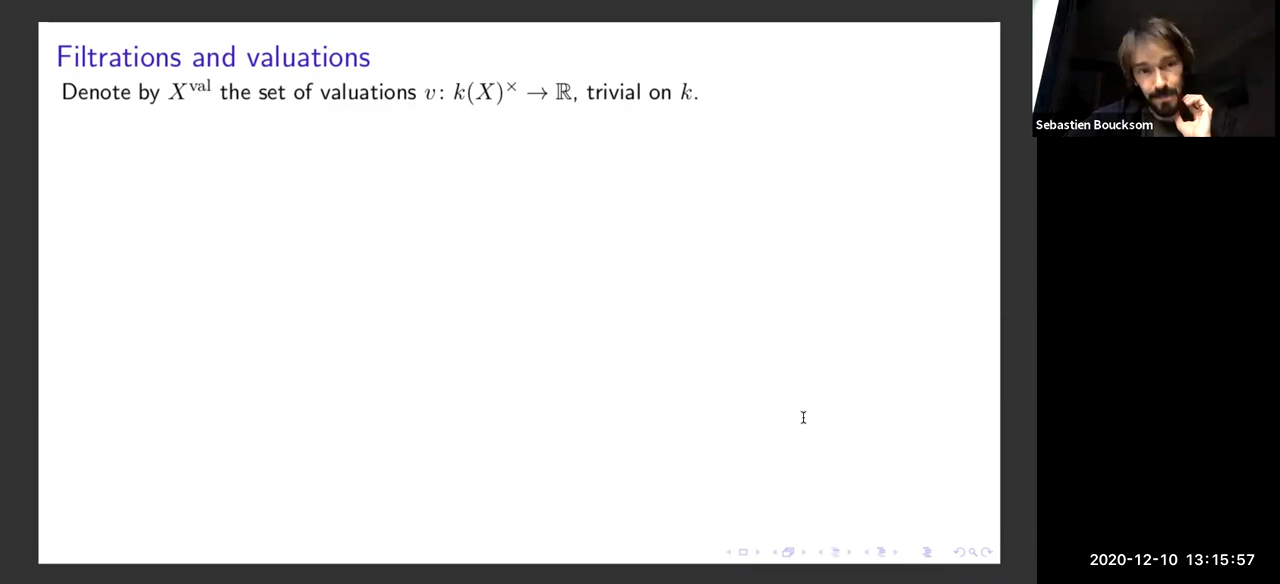 Filtrations and valuations
Denote by X^val the set of valuations v: k(X)^× → ℝ, trivial on k.
Sebastien Boucksom
2020-12-10 13:15:57